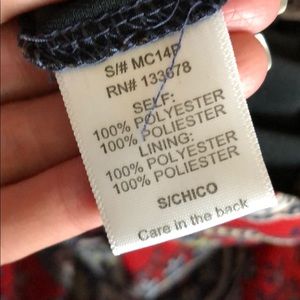 S/# MC14P
RN# 133678
SELF:
100% POLYESTER
100% POLIESTER
LINING:
100% POLYESTER
100% POLIESTER
S/CHICO
Care in the back